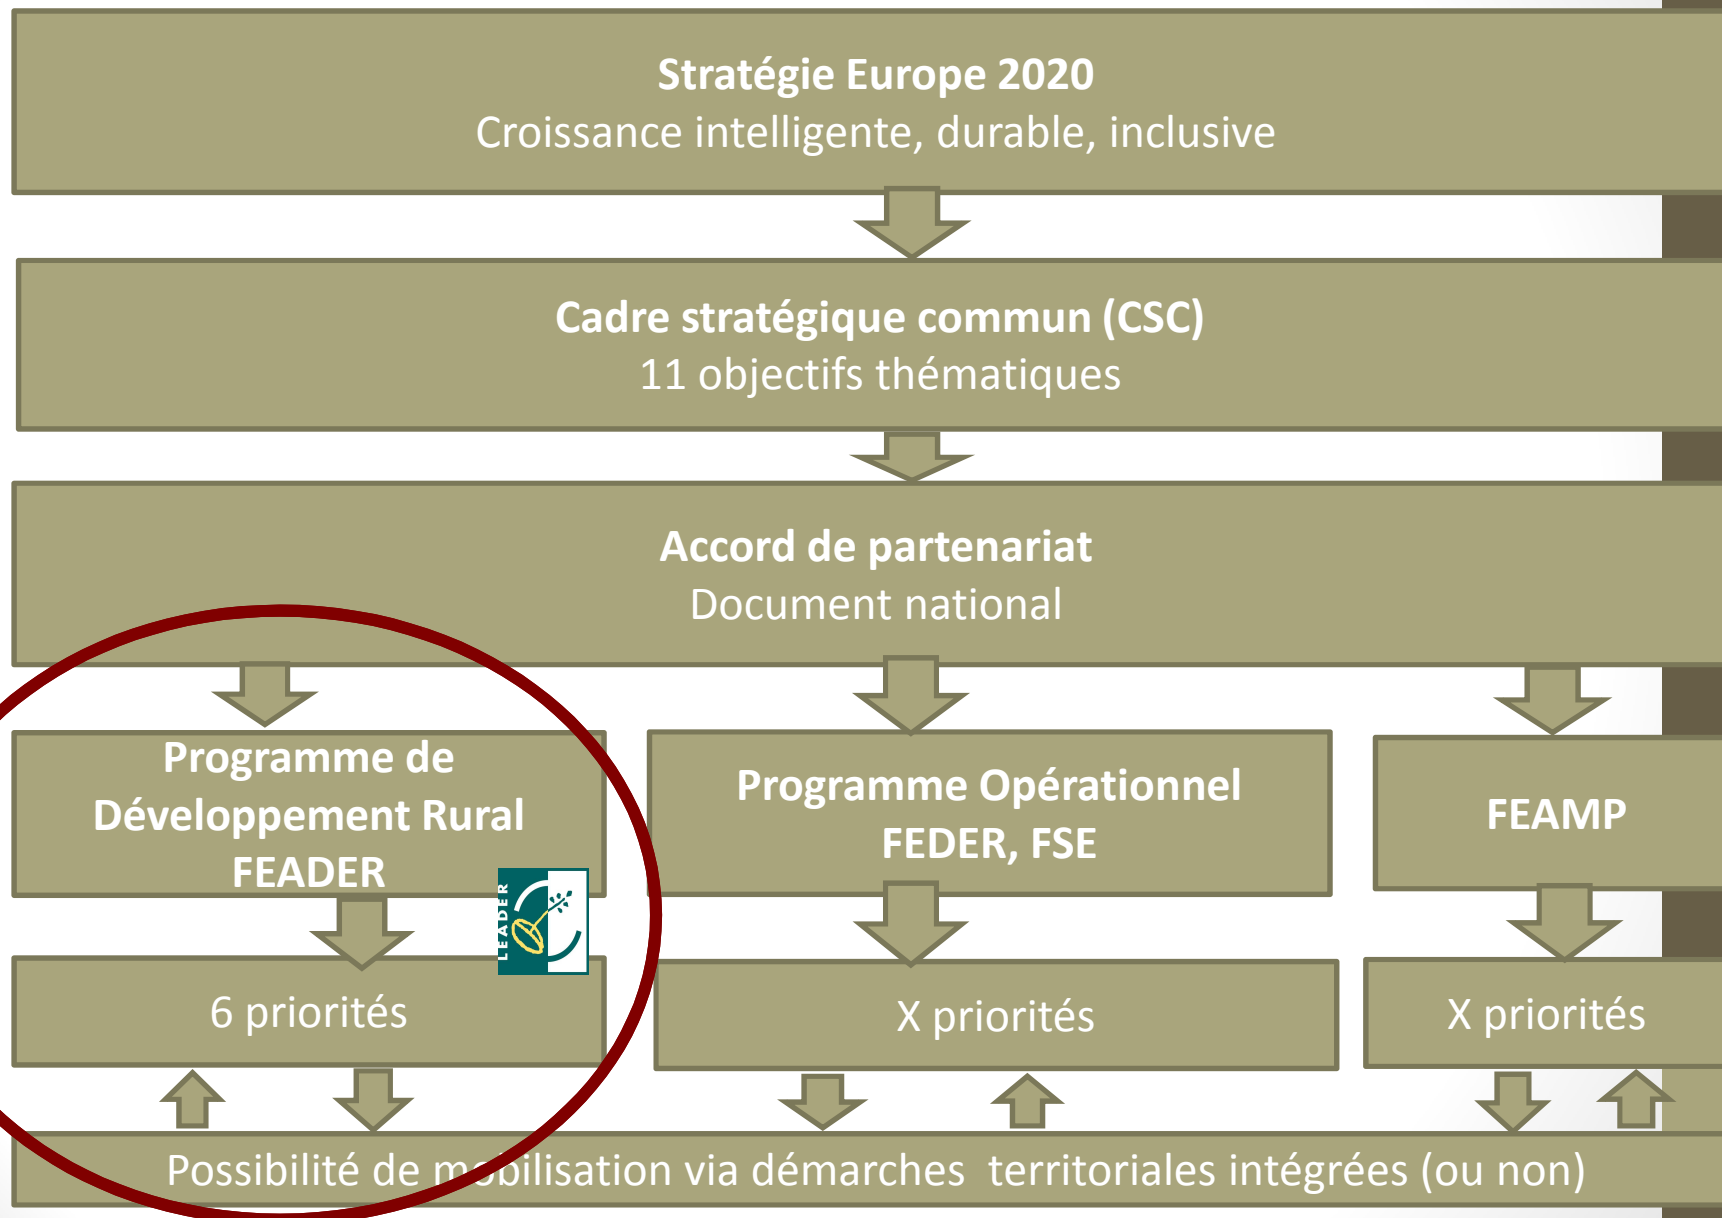 Stratégie Europe 2020
Croissance intelligente, durable, inclusive
Cadre stratégique commun (CSC)
11 objectifs thématiques
Accord de partenariat
Document national
Programme de
Développement Rural
FEADER
LEADER
Programme Opérationnel
FEDER, FSE
FEAMP
6 priorités
X priorités
X priorités
Possibilité de mobilisation via démarches territoriales intégrées (ou non)